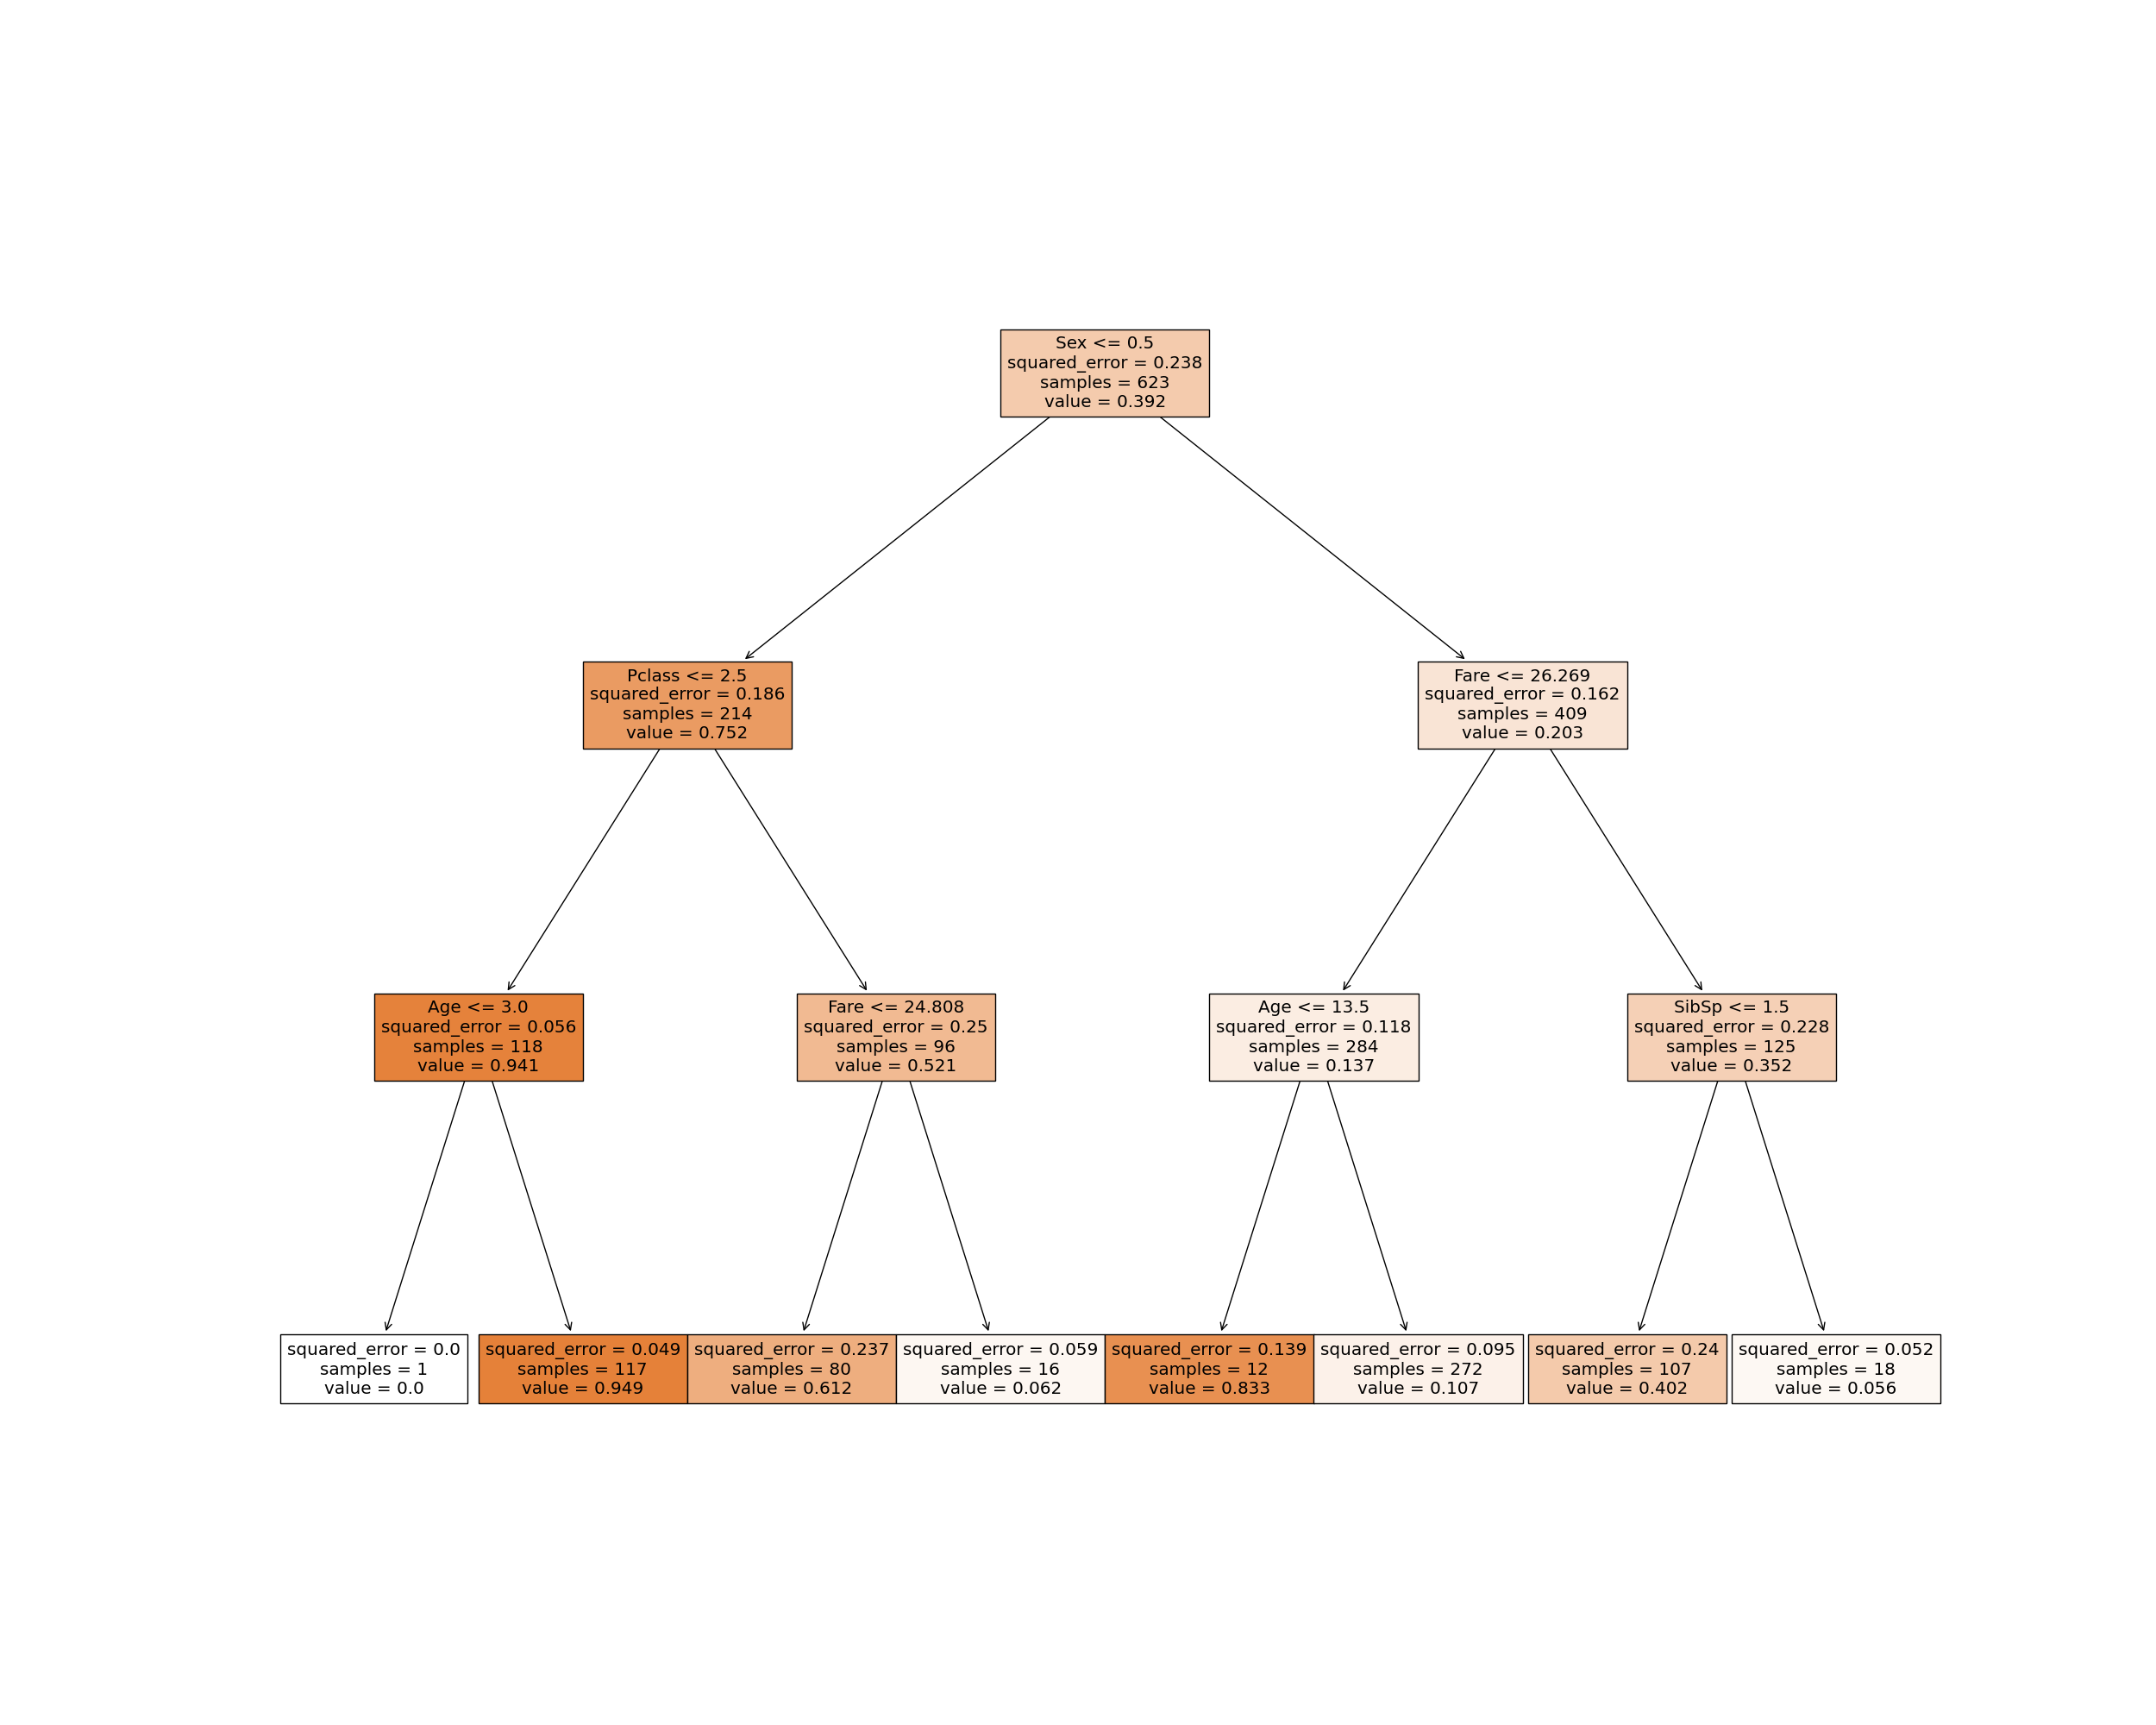 Sex <= 0.5
squared_error = 0.238
samples = 623
value = 0.392
Pclass <= 2.5
squared_error = 0.186
samples = 214
value = 0.752
Fare <= 26.269
squared_error = 0.162
samples = 409
value = 0.203
Age <= 3.0
squared_error = 0.056
samples = 118
value = 0.941
Fare <= 24.808
squared_error = 0.25
samples = 96
value = 0.521
Age <= 13.5
squared_error = 0.118
samples = 284
value = 0.137
SibSp <= 1.5
squared_error = 0.228
samples = 125
value = 0.352
squared_error = 0.0
samples = 1
value = 0.0
squared_error = 0.049
samples = 117
value = 0.949
squared_error = 0.237
samples = 80
value = 0.612
squared_error = 0.059
samples = 16
value = 0.062
squared_error = 0.139
samples = 12
value = 0.833
squared_error = 0.095
samples = 272
value = 0.107
squared_error = 0.24
samples = 107
value = 0.402
squared_error = 0.052
samples = 18
value = 0.056